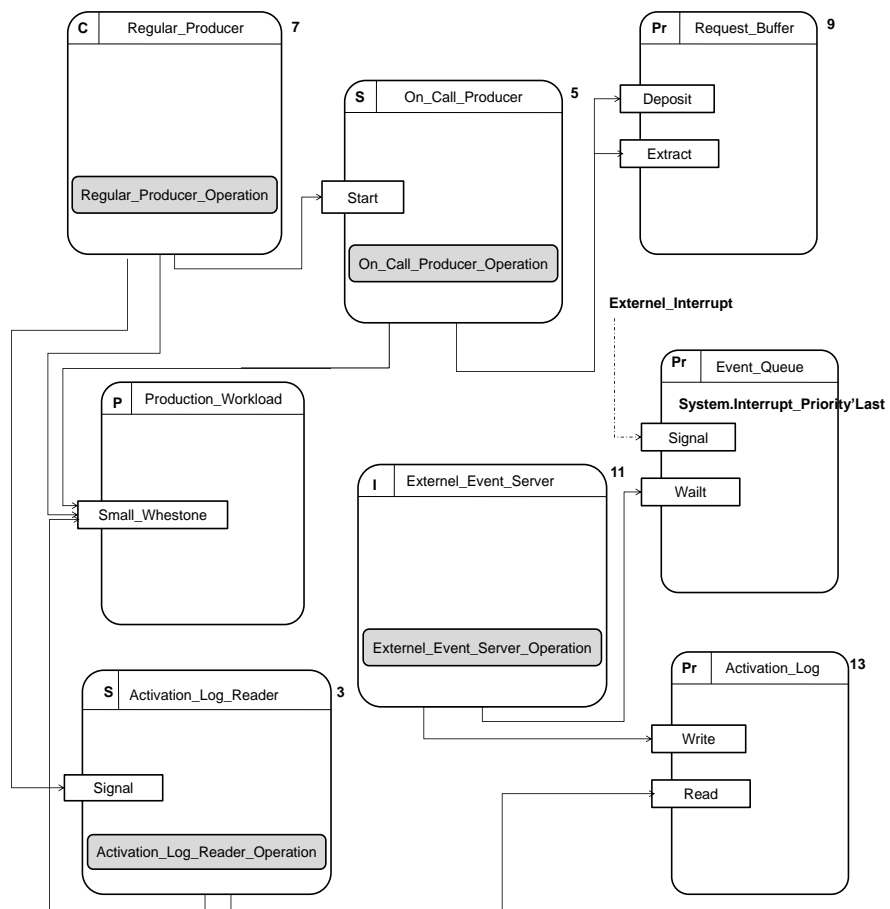 C Regular_Producer 7
Regular_Producer_Operation
S On_Call_Producer 5
Start
On_Call_Producer_Operation
Pr Request_Buffer 9
Deposit
Extract
Externel_Interrupt
Pr Event_Queue
System.Interrupt_Priority’Last
Signal
Wailt
P Production_Workload
Small_Whestone
I Externel_Event_Server 11
Externel_Event_Server_Operation
S Activation_Log_Reader 3
Signal
Activation_Log_Reader_Operation
Pr Activation_Log 13
Write
Read